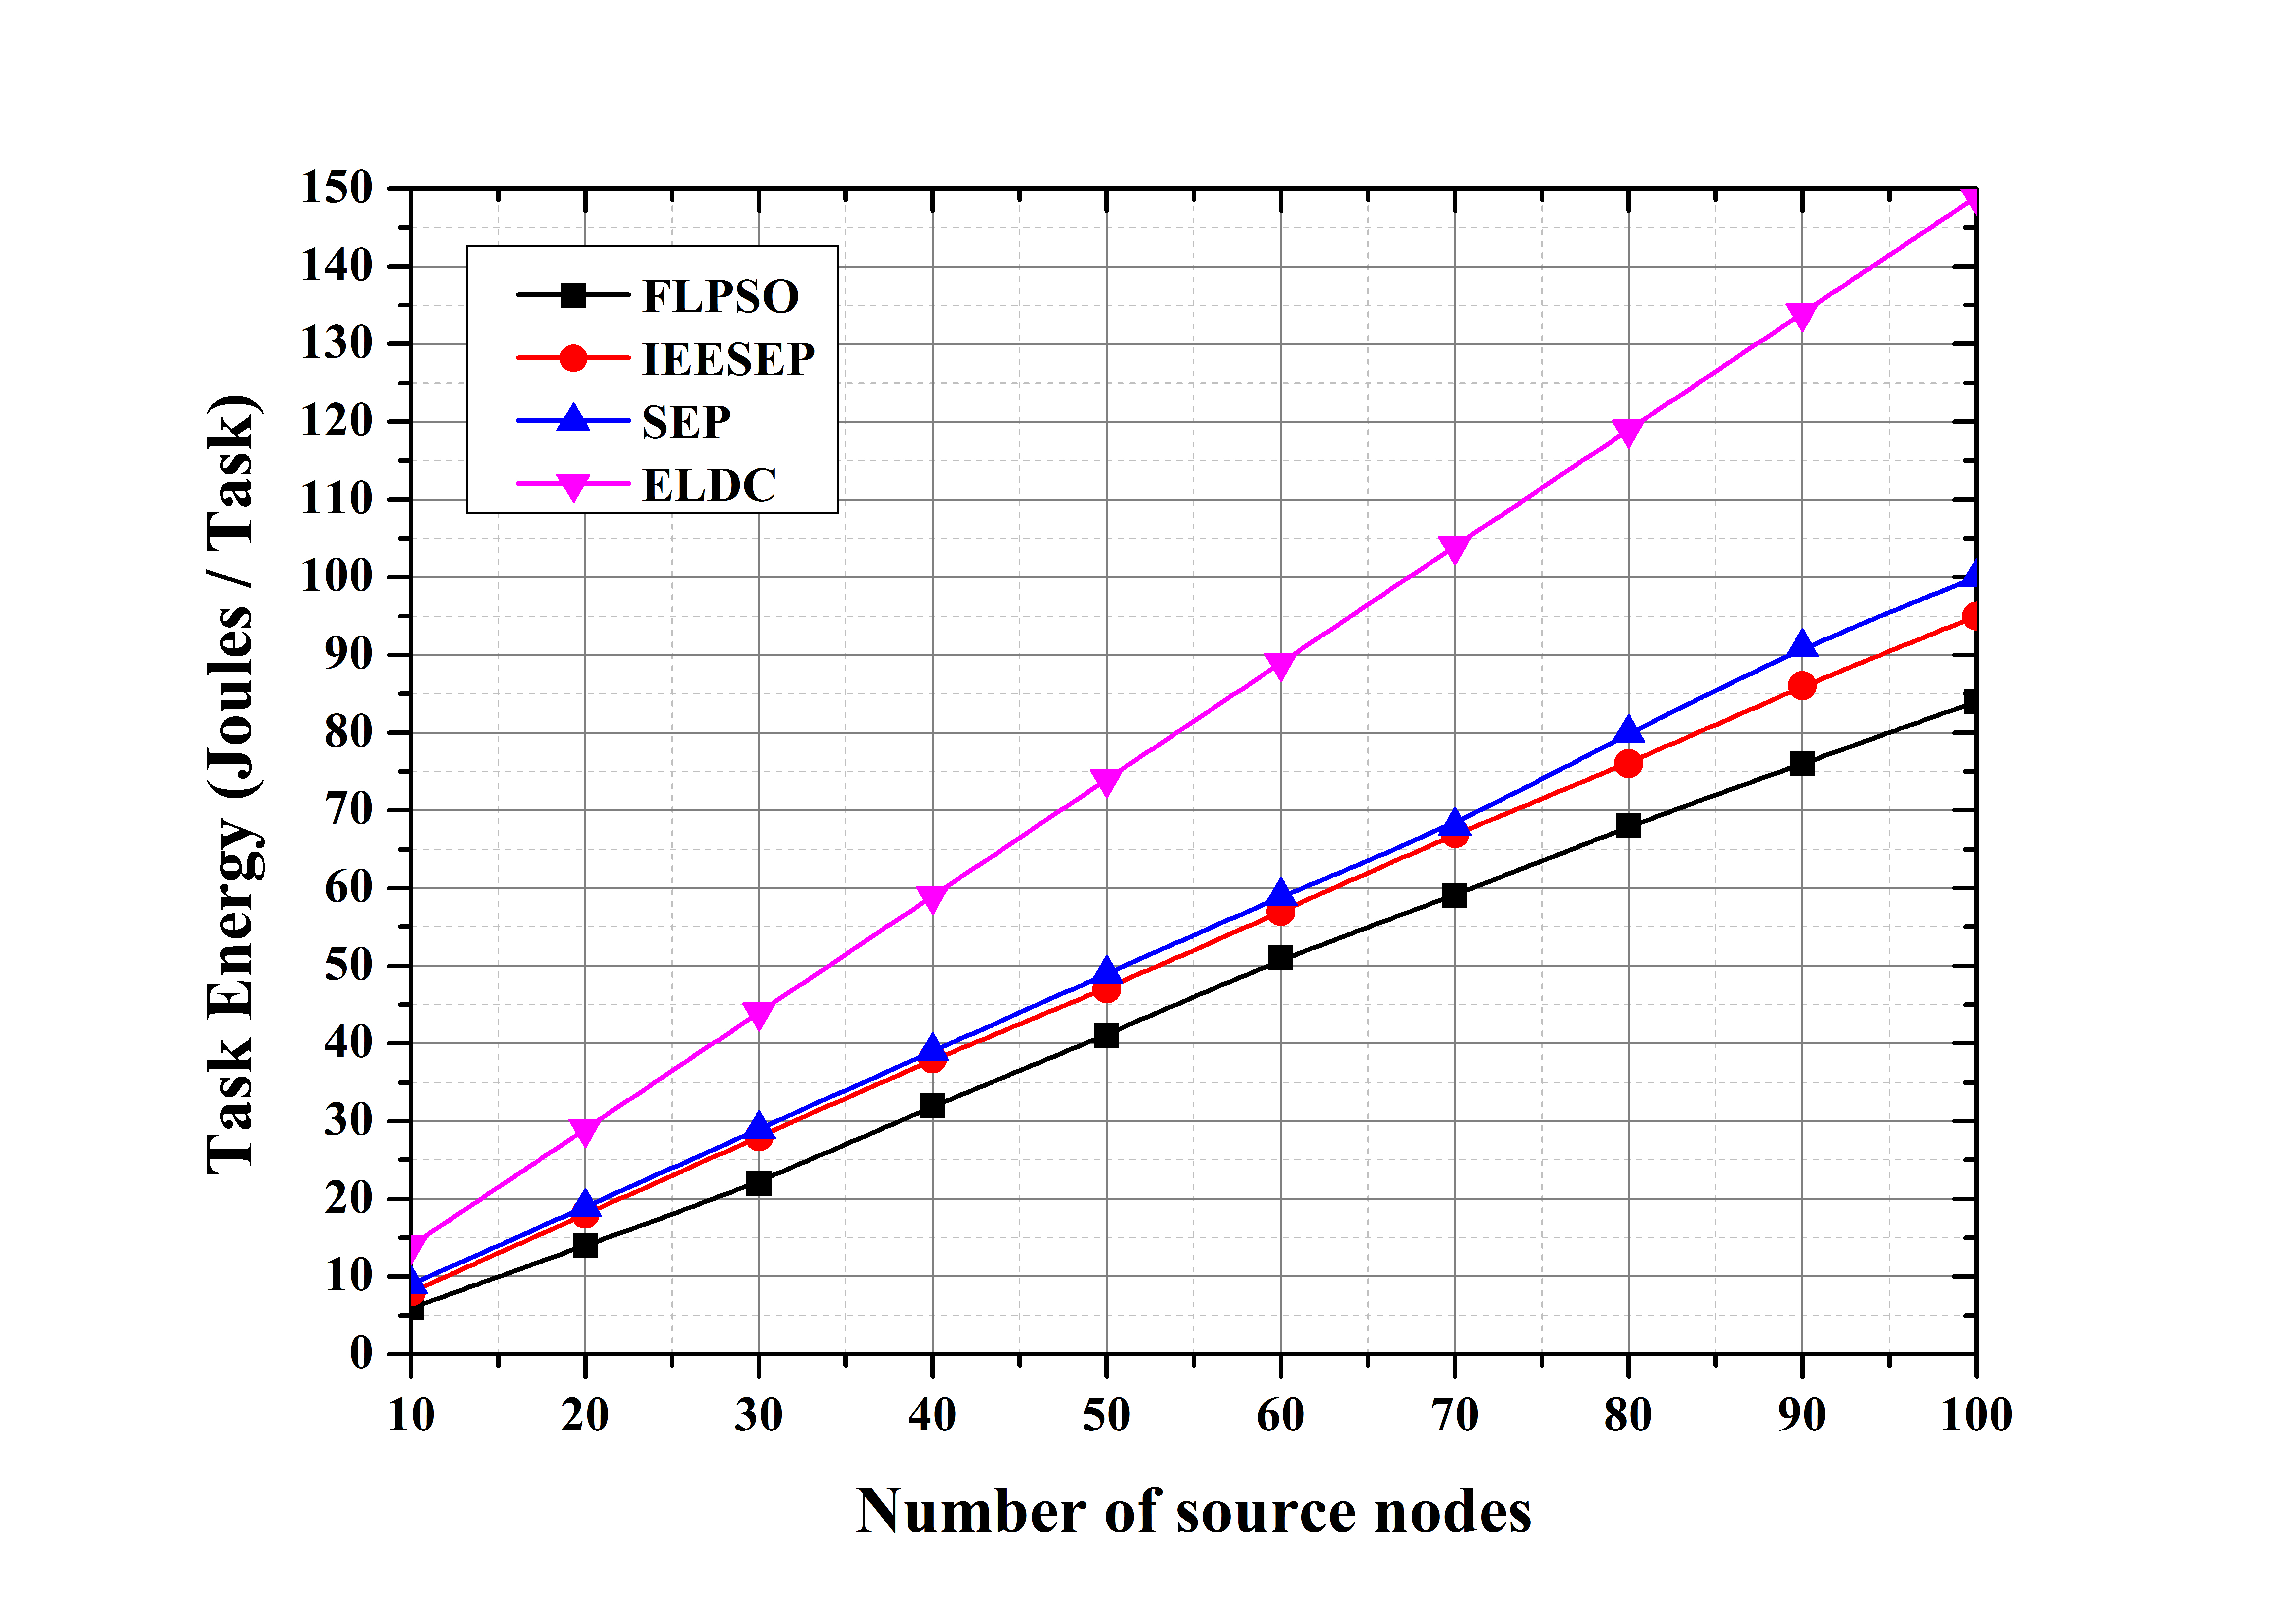 150
140
130
120
110
100
90
80
70
60
50
40
30
20
10
0
Task Energy (Joules / Task)
FLPSO
IEESEP
SEP
ELDC
10 20 30 40 50 60 70 80 90 100
Number of source nodes